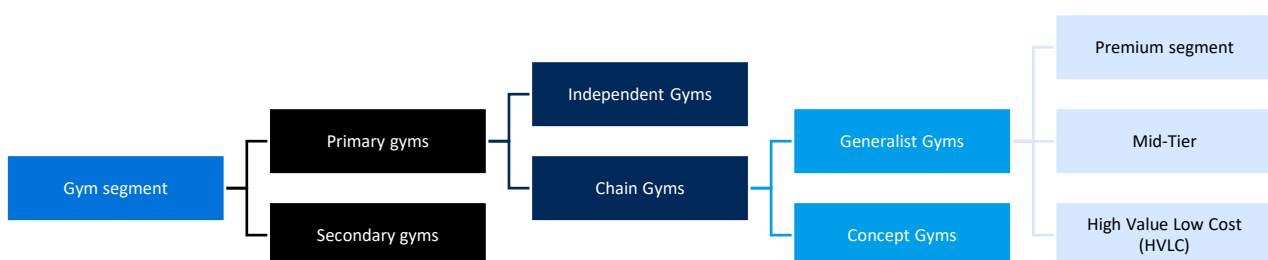 Gym segment
Primary gyms
Secondary gyms
Independent Gyms
Chain Gyms
Generalist Gyms
Concept Gyms
Premium segment
Mid-Tier
High Value Low Cost
(HVLC)